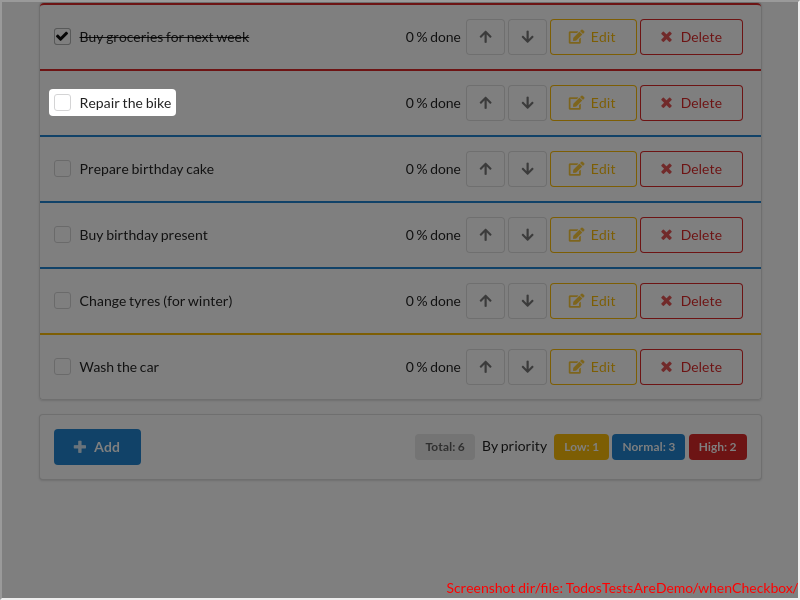 Buy groceries for next week 0 % done Edit Delete
Repair the bike 0 % done Edit Delete
Prepare birthday cake 0 % done Edit Delete
Buy birthday present 0 % done Edit Delete
Change tyres (for winter) 0 % done Edit Delete
Wash the car 0 % done Edit Delete
Add Total: 6 By priority Low: 1 Normal: 3 High: 2
Screenshot dir/file: TodosTestsAreDemo/whenCheckbox/